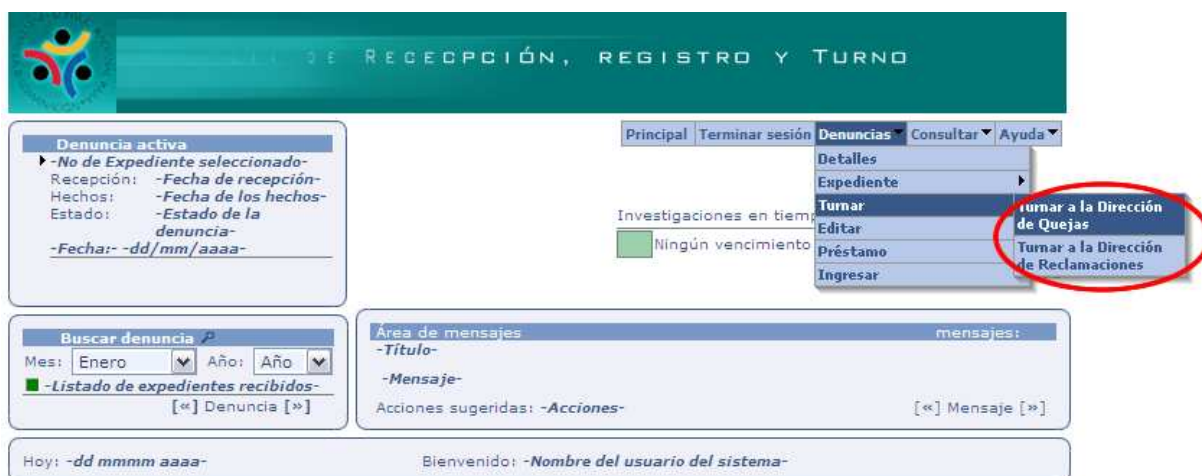 DE RECECPCIÓN, REGISTRO Y TURNO
Principal Terminar sesión Denuncias Consultar Ayuda
Detalles
Expediente
Turnar
Editar
Préstamo
Ingresar
Turnar a la Dirección
de Quejas
Turnar a la Dirección
de Reclamaciones
Denuncia activa
-No de Expediente seleccionado-
Recepción: -Fecha de recepción-
Hechos: -Fecha de los hechos-
Estado: -Estado de la
denuncia-
-Fecha:- -dd/mm/aaaa-
Investigaciones en
Ningún vencimiento
Buscar denuncia
Mes: Enero Año: Año
-Listado de expedientes recibidos-
[«] Denuncia [»]
Área de mensajes mensajes:
-Título-
-Mensaje-
Acciones sugeridas: -Acciones- [«] Mensaje [»]
Hoy: -dd mmmm aaaa- Bienvenido: -Nombre del usuario del sistema-